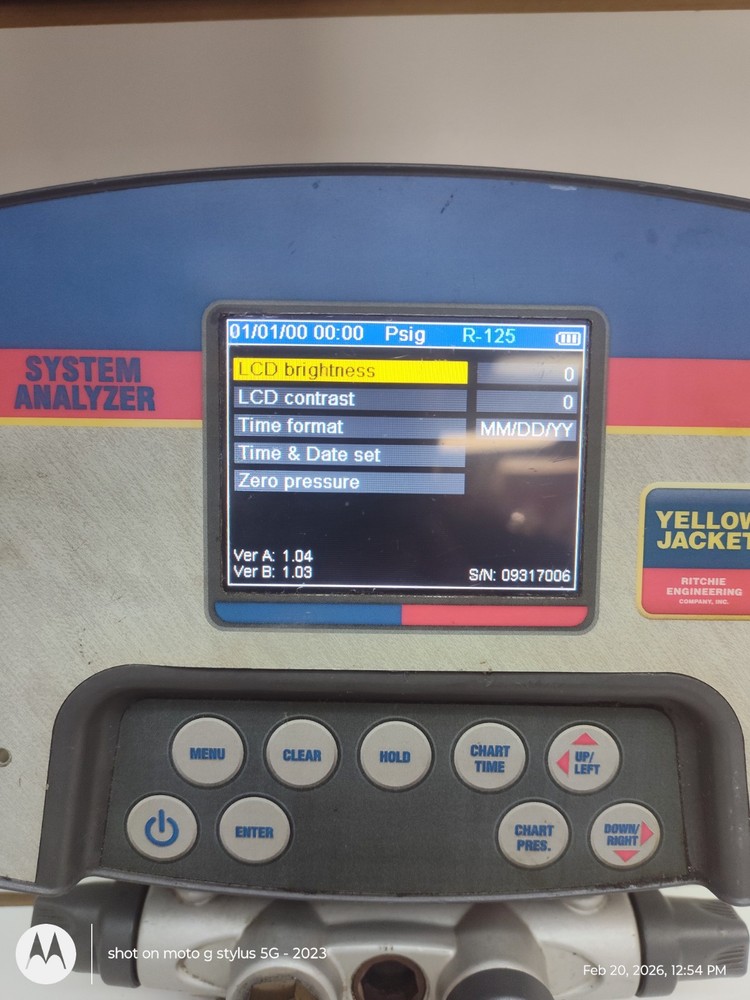 01/01/00 00:00 Psig R-125
LCD brightness 0
LCD contrast 0
Time format MM/DD/YY
Time & Date set
Zero pressure
Ver A: 1.04
Ver B: 1.03
S/N: 09317006
SYSTEM
ANALYZER
YELLOW
JACKET
RITCHIE
ENGINEERING
COMPANY, INC.
MENU
CLEAR
HOLD
CHART
TIME
UP/
LEFT
ENTER
CHART
PRES.
DOWN/
RIGHT
shot on moto g stylus 5G - 2023
Feb 20, 2026, 12:54 PM